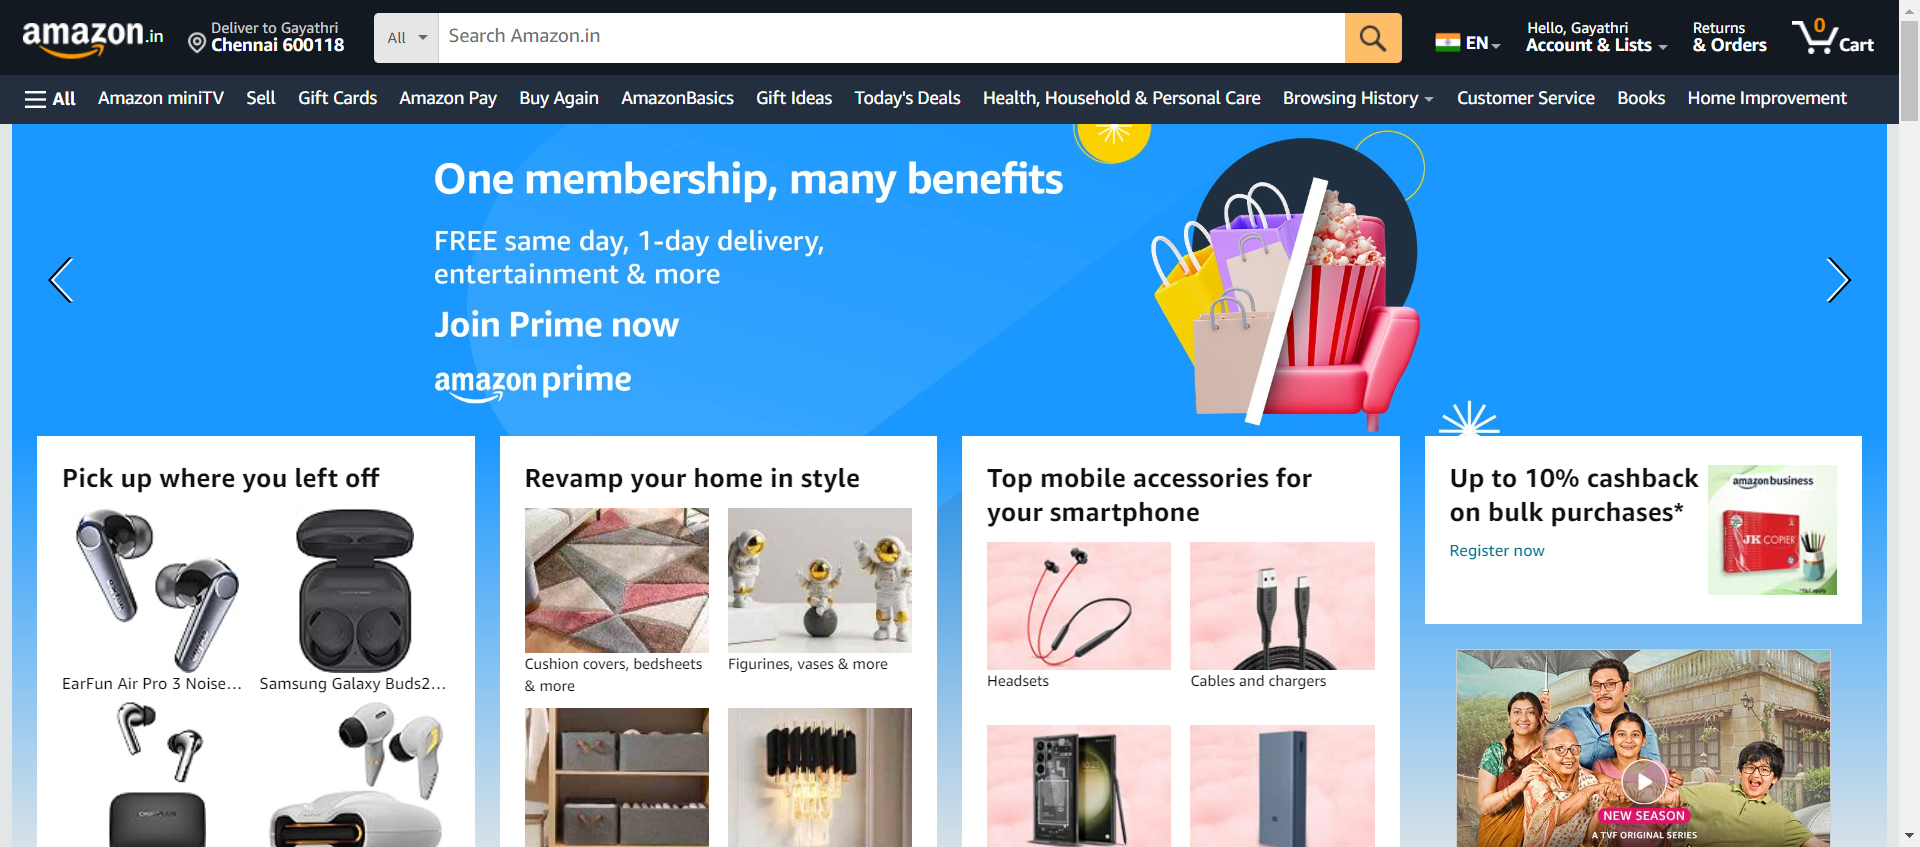 amazon.in
Deliver to Gayathri
Chennai 600118
All
Search Amazon.in
EN
Hello, Gayathri
Account & Lists
Returns
& Orders
0
Cart
All
Amazon miniTV
Sell
Gift Cards
Amazon Pay
Buy Again
AmazonBasics
Gift Ideas
Today's Deals
Health, Household & Personal Care
Browsing History
Customer Service
Books
Home Improvement
One membership, many benefits
FREE same day, 1-day delivery,
entertainment & more
Join Prime now
amazon prime
Pick up where you left off
EarFun Air Pro 3 Noise...
Samsung Galaxy Buds2...
Revamp your home in style
Cushion covers, bedsheets
& more
Figurines, vases & more
Top mobile accessories for
your smartphone
Headsets
Cables and chargers
Up to 10% cashback
on bulk purchases*
Register now
amazon business
JK COPIER
NEW SEASON
A TVF ORIGINAL SERIES